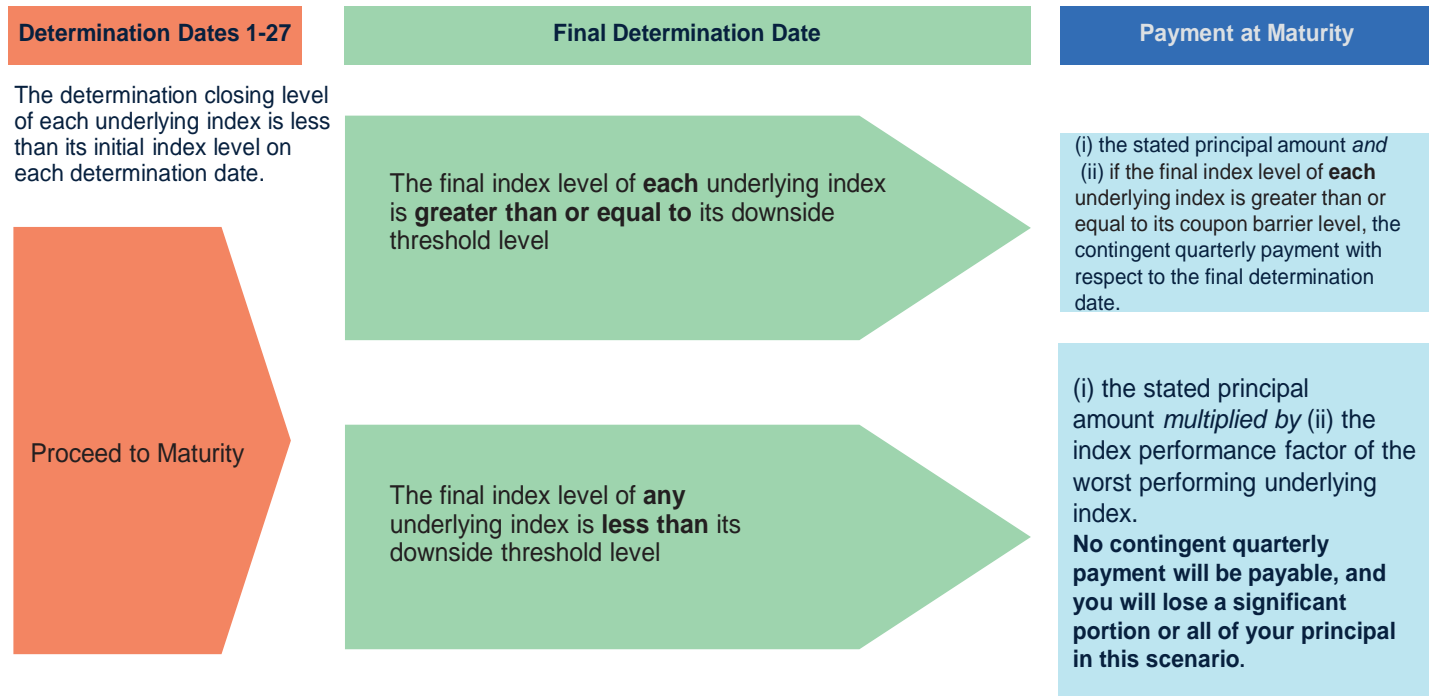 Determination Dates 1-27
Final Determination Date
Payment at Maturity
The determination closing level
of each underlying index is less
than its initial index level on
each determination date.
Proceed to Maturity
The final index level of each underlying index
is greater than or equal to its downside
threshold level
(i) the stated principal amount and
(ii) if the final index level of each
underlying index is greater than or
equal to its coupon barrier level, the
contingent quarterly payment with
respect to the final determination
date.
The final index level of any
underlying index is less than its
downside threshold level
(i) the stated principal
amount multiplied by (ii) the
index performance factor of the
worst performing underlying
index.
No contingent quarterly
payment will be payable, and
you will lose a significant
portion or all of your principal
in this scenario.